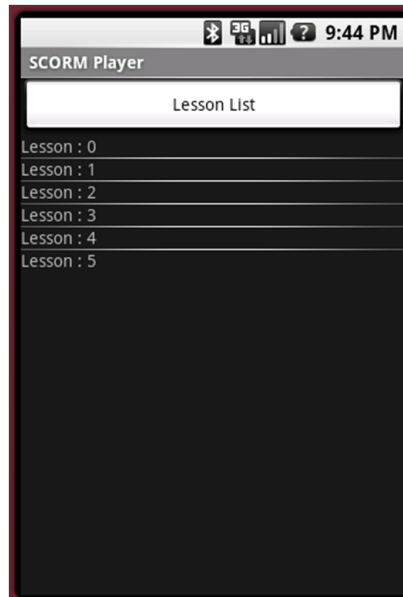 3G 9:44 PM
SCORM Player
Lesson List
Lesson : 0
Lesson : 1
Lesson : 2
Lesson : 3
Lesson : 4
Lesson : 5